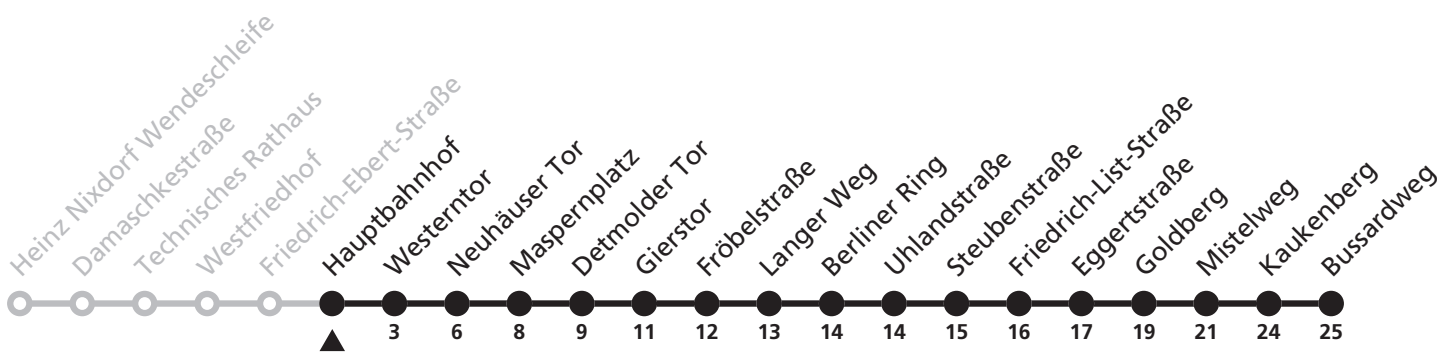 Heinz Nixdorf Wendeschleife
Damaschkestraße
Technisches Rathaus
Westfriedhof
Friedrich-Ebert-Straße
Hauptbahnhof
Westerntor
Neuhäuser Tor
Maspernplatz
Detmolder Tor
Gierstor
Fröbelstraße
Langer Weg
Berliner Ring
Uhlandstraße
Steubenstraße
Friedrich-List-Straße
Eggertstraße
Goldberg
Mistelweg
Kaukenberg
Bussardweg
3 6 8 9 11 12 13 14 14 15 16 17 19 21 24 25